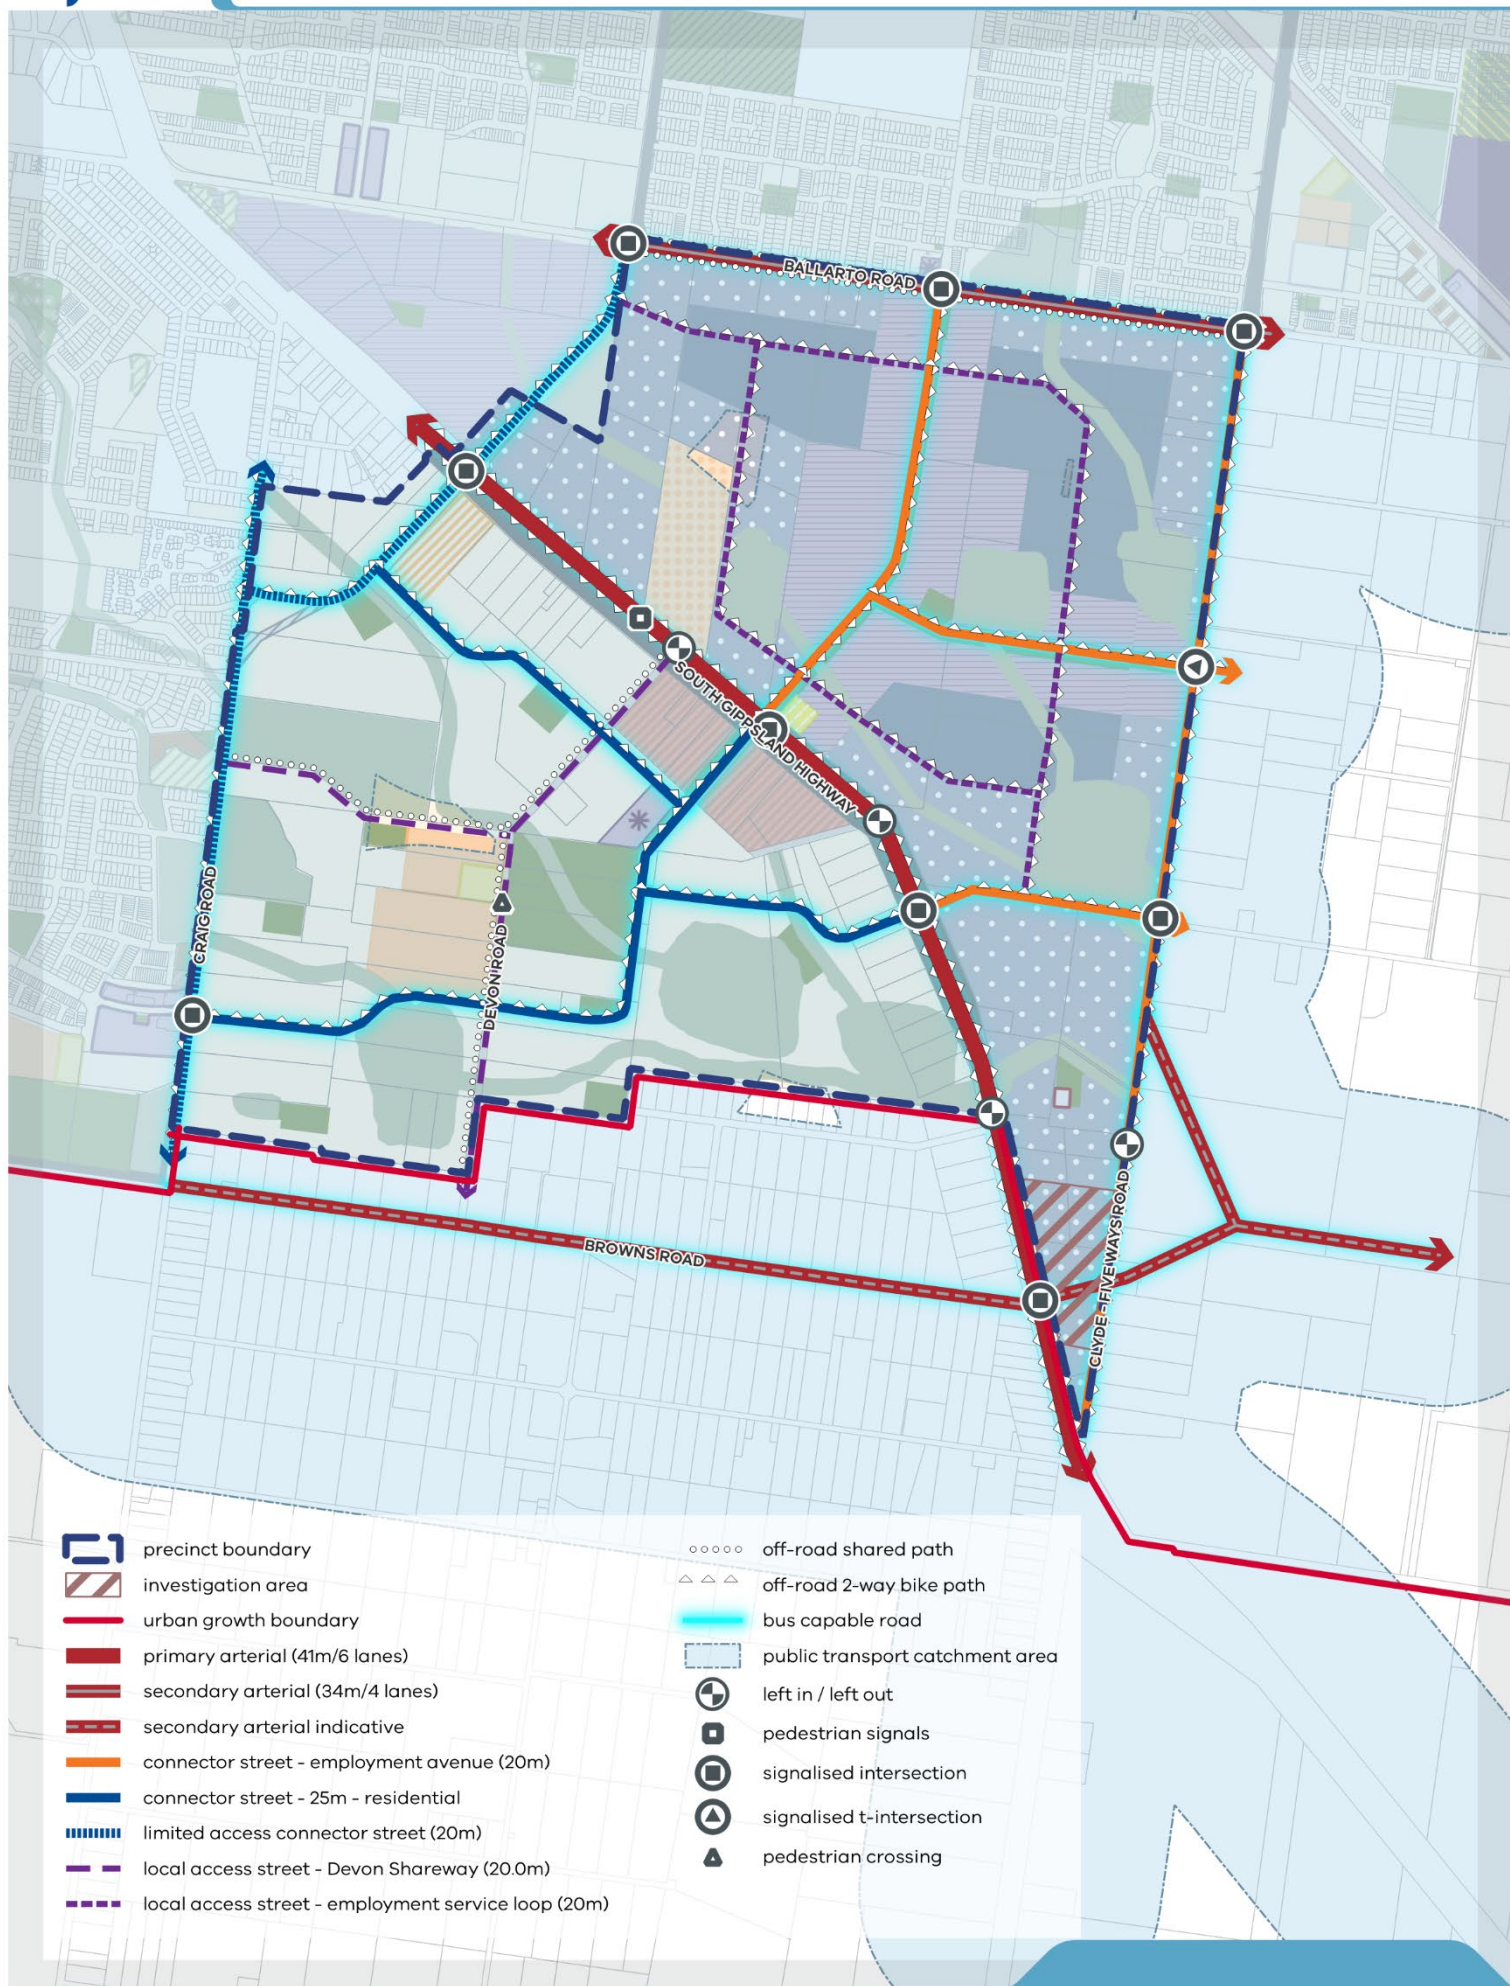 BALLARTO ROAD
SOUTH GIPPSLAND HIGHWAY
CRAIG ROAD
DEVON ROAD
CLYDE - FIVE WAYS ROAD
BROWNS ROAD
precinct boundary
investigation area
urban growth boundary
primary arterial (41m/6 lanes)
secondary arterial (34m/4 lanes)
secondary arterial indicative
connector street - employment avenue (20m)
connector street - 25m - residential
limited access connector street (20m)
local access street - Devon Shareway (20.0m)
local access street - employment service loop (20m)
off-road shared path
off-road 2-way bike path
bus capable road
public transport catchment area
left in / left out
pedestrian signals
signalised intersection
signalised t-intersection
pedestrian crossing